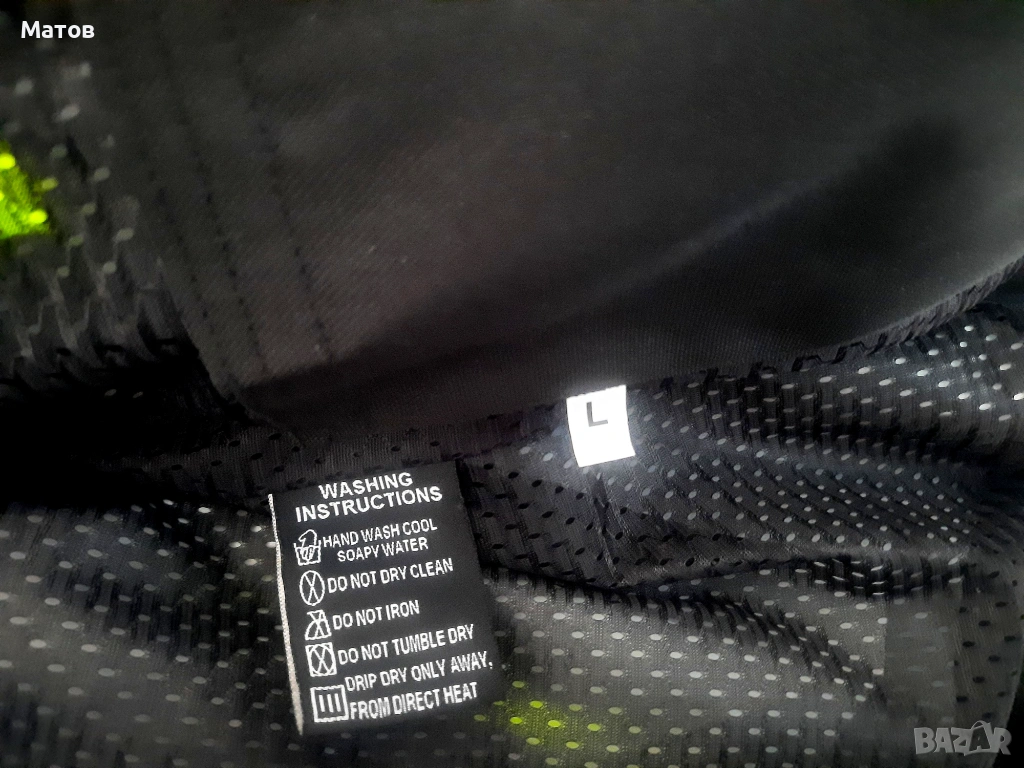 Матов
L
WASHING
INSTRUCTIONS
HAND WASH COOL
SOAPY WATER
DO NOT DRY CLEAN
DO NOT IRON
DO NOT TUMBLE DRY
DRIP DRY ONLY AWAY,
FROM DIRECT HEAT
BAZAR